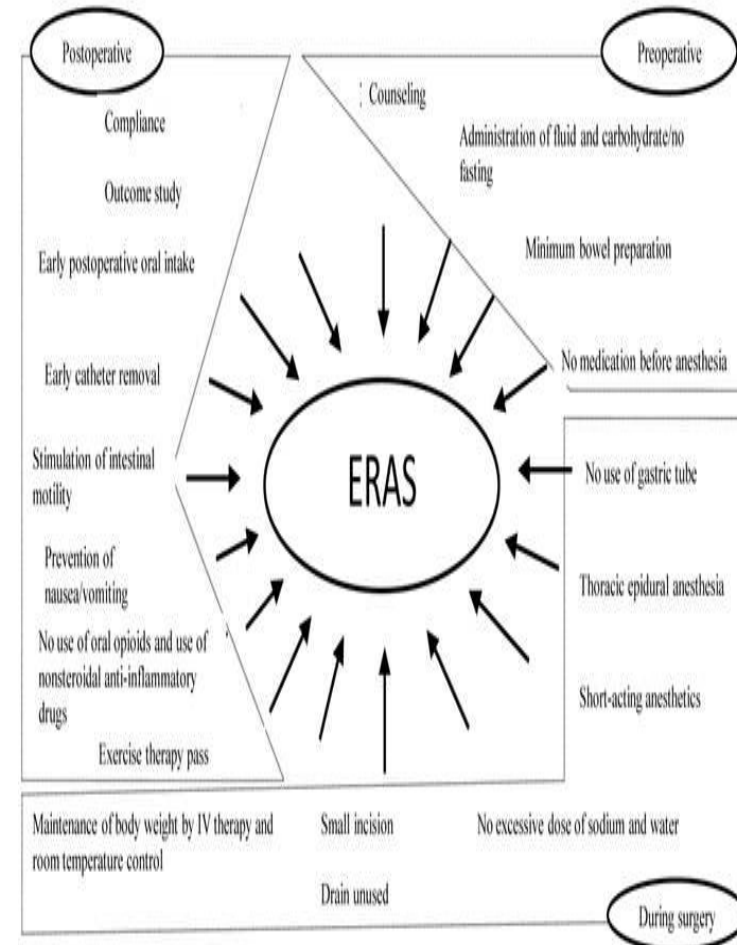 Postoperative
Compliance
Outcome study
Early postoperative oral intake
Early catheter removal
Stimulation of intestinal
motility
Prevention of
nausea/vomiting
No use of oral opioids and use of
nonsteroidal anti-inflammatory
drugs
Exercise therapy pass
Preoperative
: Counseling
Administration of fluid and carbohydrate/no
fasting
Minimum bowel preparation
No medication before anesthesia
ERAS
No use of gastric tube
Thoracic epidural anesthesia
Short-acting anesthetics
Maintenance of body weight by IV therapy and
room temperature control
Small incision
Drain unused
No excessive dose of sodium and water
During surgery